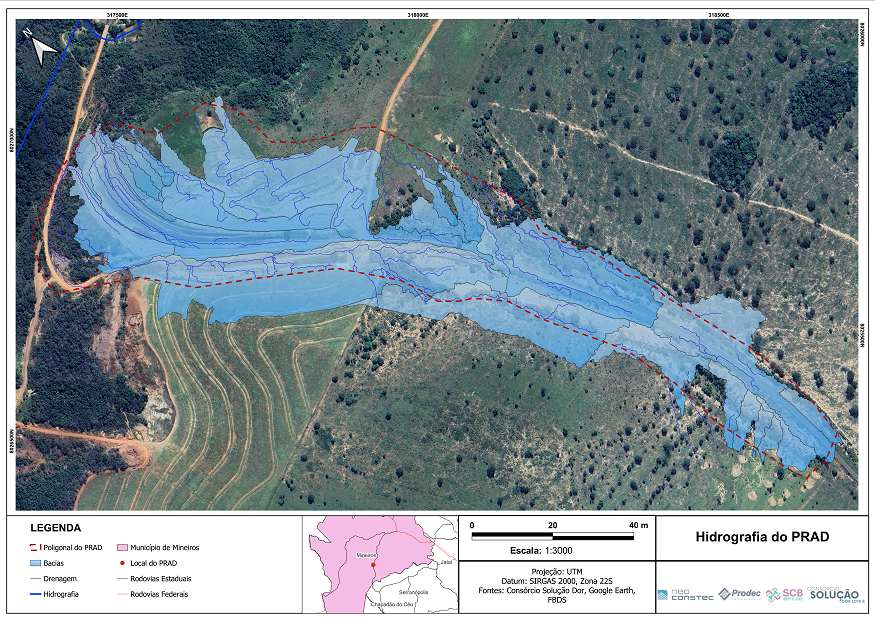 317500E
318000E
318500E
N
8027000N
8026500N
LEGENDA
Poligonal do PRAD
Bacias
Drenagem
Hidrografia
Município de Mineiros
Local do PRAD
Rodovias Estaduais
Rodovias Federais
Mineiros
Jataí
Serranópolis
Chapadão do Céu
0 20 40 m
Escala: 1:3000
Projeção: UTM
Datum: SIRGAS 2000, Zona 22S
Fontes: Consórcio Solução Dor, Google Earth,
FBDS
Hidrografia do PRAD
neo
constec
Prodec
SCB
CONSÓRCIO
SOLUÇÃO